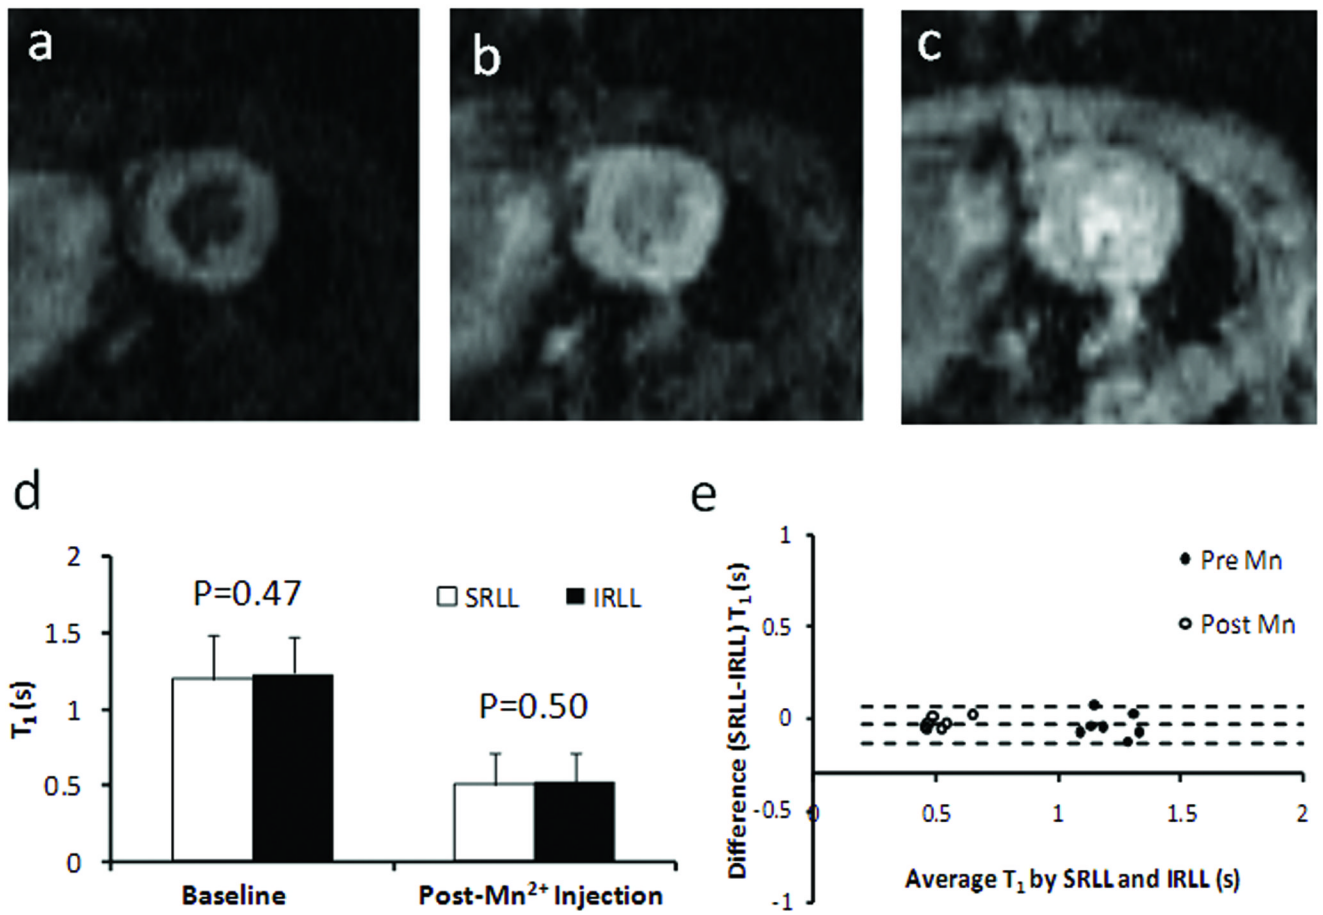 a
b
c
d
2
1.5
1
0.5
0
T1 (s)
P=0.47
P=0.50
SRLL
IRLL
Baseline
Post-Mn2+ Injection
e
1
0.5
0
-0.5
-1
Difference (SRLL-IRLL) T1 (s)
Pre Mn
Post Mn
0
0.5
1
1.5
2
Average T1 by SRLL and IRLL (s)